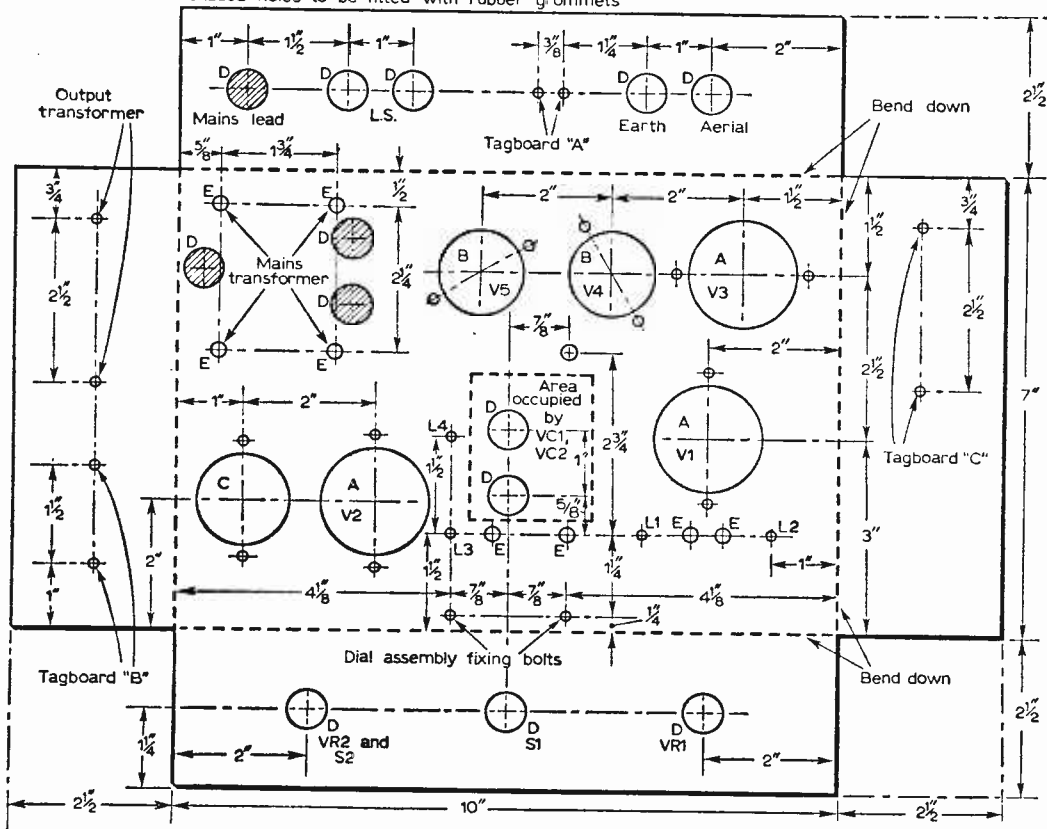 holes to be fitted with rubber grommets
1" 1½" 1" 3/8" 1¼" 1" 2"
D D D D D
Mains lead
L.S.
Tagboard "A"
Earth
Aerial
Output
transformer
Bend down
2½"
5/8" 1¾" ½" 2" 2" 1½"
¾"
2½"
E E
D D D
Mains
transformer
2¼"
E E
B
V5
B
V4
A
V3
1½"
¾"
2½"
7/8"
2"
2½"
7"
1" 2"
Area
occupied
by
VC1,
VC2
D
D
1"
5/8"
2¾"
L4
1½"
C
A
V2
A
V1
Tagboard "C"
1½"
2"
1"
L3 E E
L1 E E L2
1½"
1¼"
1"
3"
4⅛" 7/8" 7/8" 4⅛"
¼"
Dial assembly fixing bolts
Tagboard "B"
Bend down
1¼"
D
VR2 and
S2
D
S1
D
VR1
2" 2"
2½"
2½" 10" 2½"